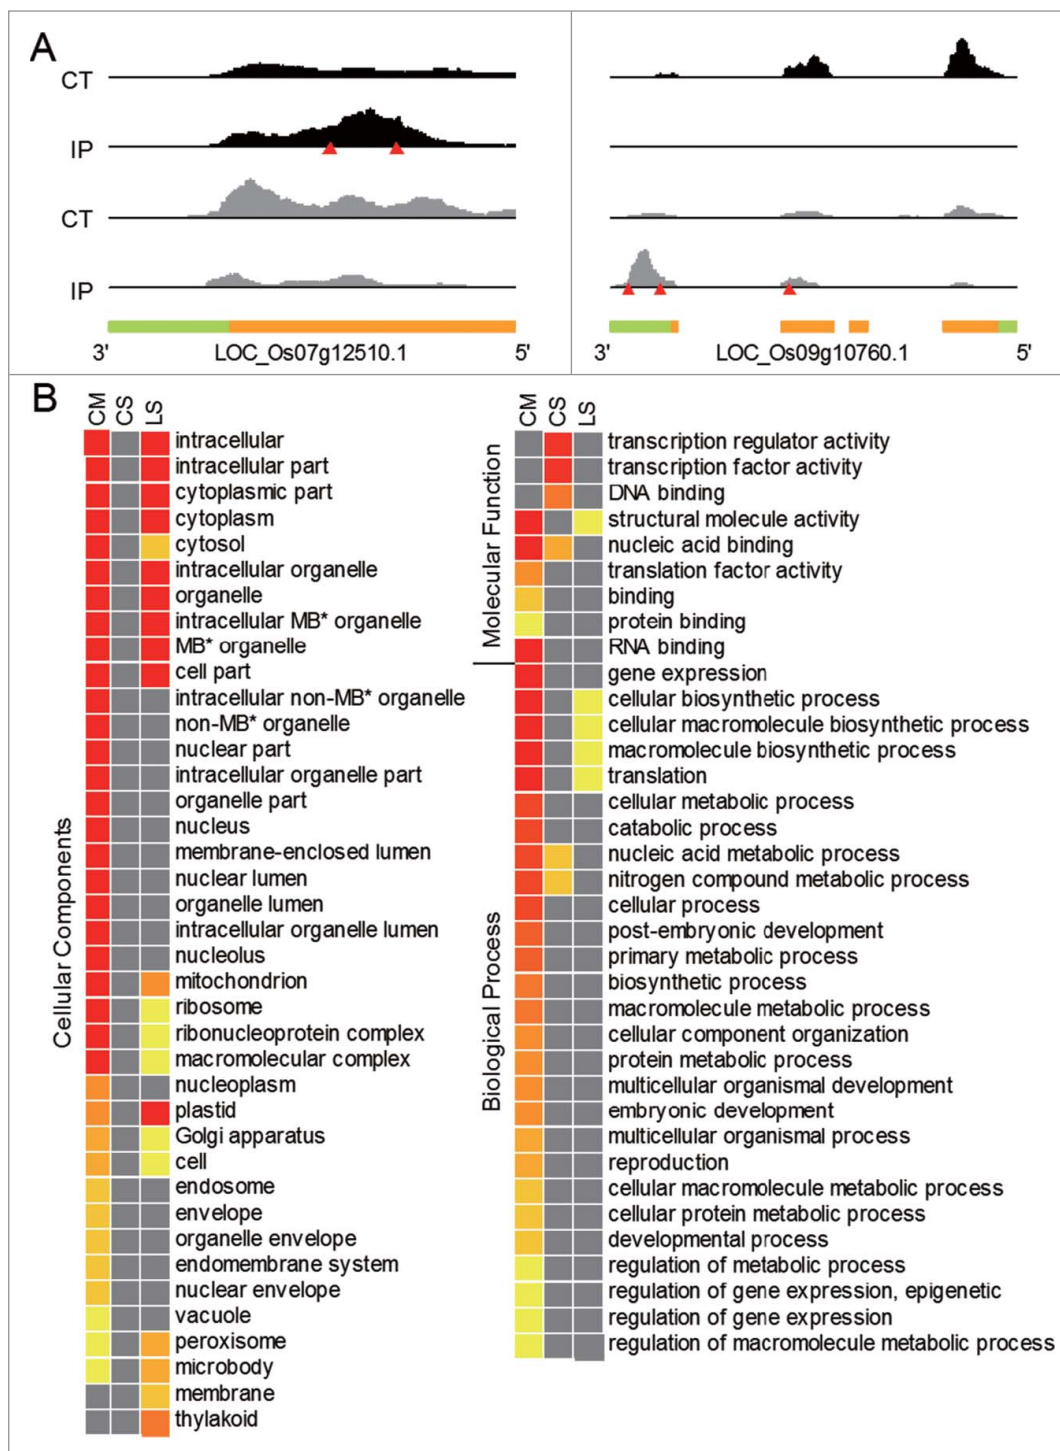 A
CT
IP
CT
IP
3' LOC_Os07g12510.1 5'
3' LOC_Os09g10760.1 5'
B
CM CS LS
Cellular Components
intracellular
intracellular part
cytoplasmic part
cytoplasm
cytosol
intracellular organelle
organelle
intracellular MB* organelle
MB* organelle
cell part
intracellular non-MB* organelle
non-MB* organelle
nuclear part
intracellular organelle part
organelle part
nucleus
membrane-enclosed lumen
nuclear lumen
organelle lumen
intracellular organelle lumen
nucleolus
mitochondrion
ribosome
ribonucleoprotein complex
macromolecular complex
nucleoplasm
plastid
Golgi apparatus
cell
endosome
envelope
organelle envelope
endomembrane system
nuclear envelope
vacuole
peroxisome
microbody
membrane
thylakoid
CM CS LS
Molecular Function
transcription regulator activity
transcription factor activity
DNA binding
structural molecule activity
nucleic acid binding
translation factor activity
binding
protein binding
RNA binding
Biological Process
gene expression
cellular biosynthetic process
cellular macromolecule biosynthetic process
macromolecule biosynthetic process
translation
cellular metabolic process
catabolic process
nucleic acid metabolic process
nitrogen compound metabolic process
cellular process
post-embryonic development
primary metabolic process
biosynthetic process
macromolecule metabolic process
cellular component organization
protein metabolic process
multicellular organismal development
embryonic development
multicellular organismal process
reproduction
cellular macromolecule metabolic process
cellular protein metabolic process
developmental process
regulation of metabolic process
regulation of gene expression, epigenetic
regulation of gene expression
regulation of macromolecule metabolic process